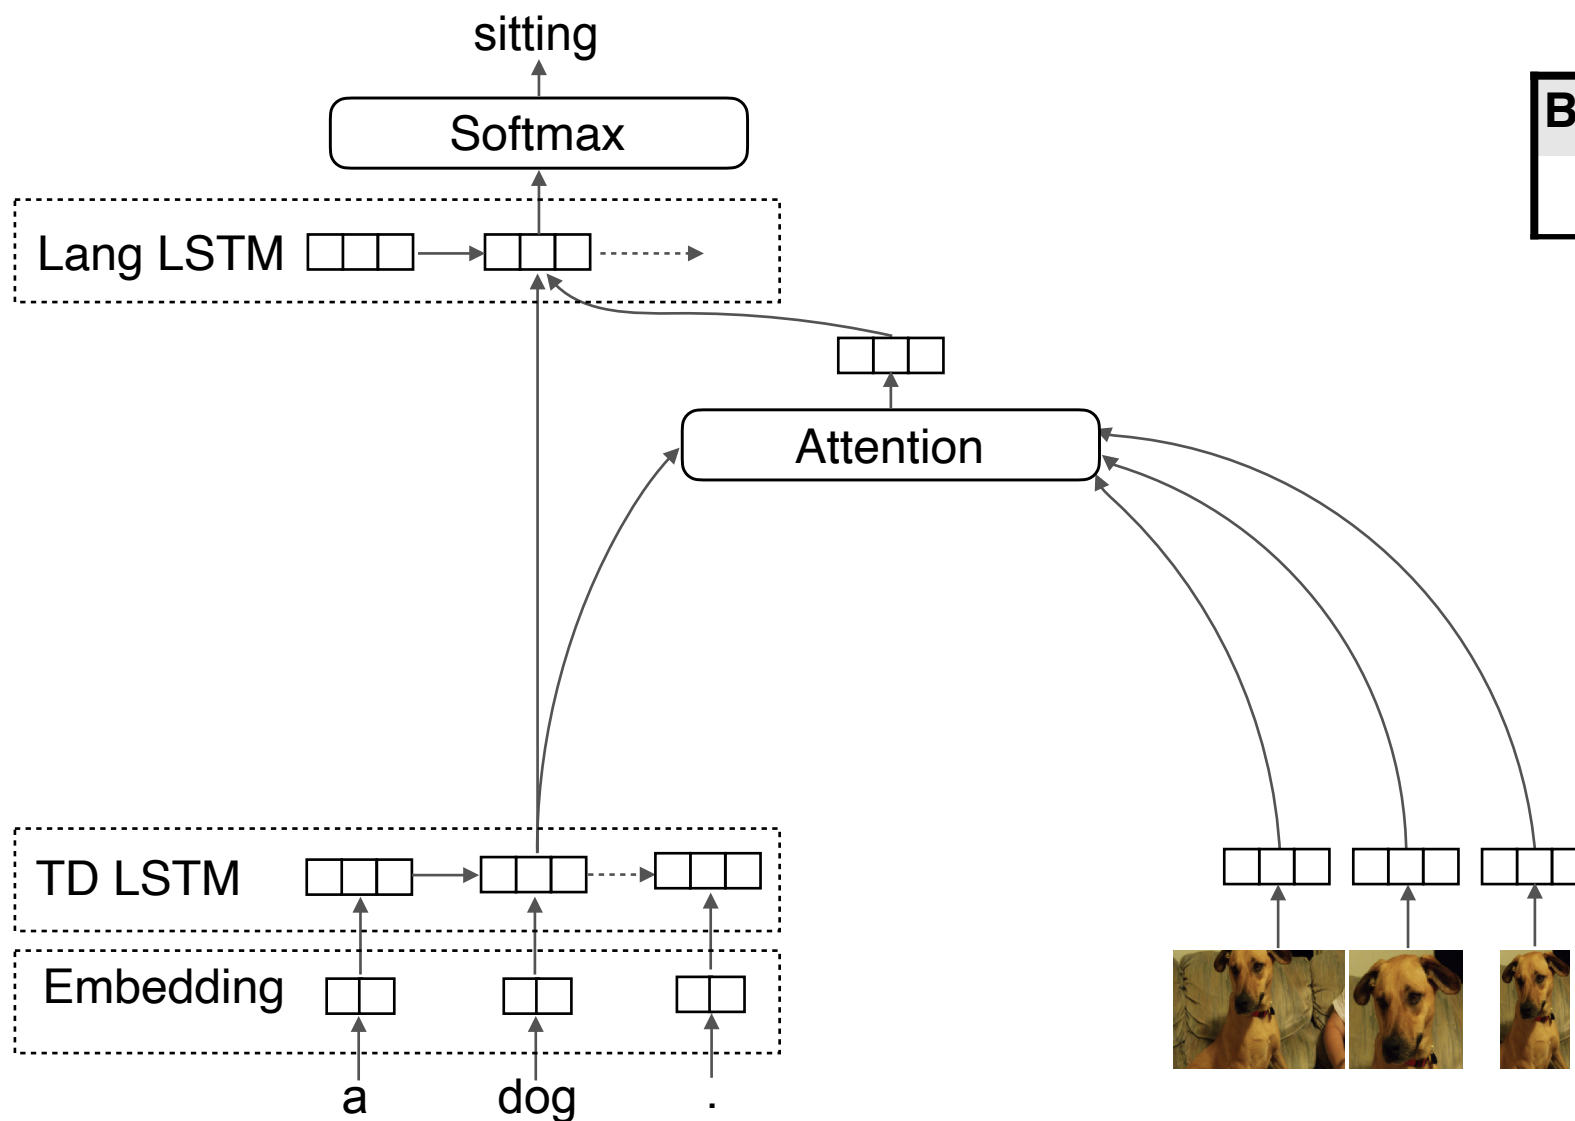 sitting
Softmax
B
Lang LSTM
Attention
TD LSTM
Embedding
a dog .